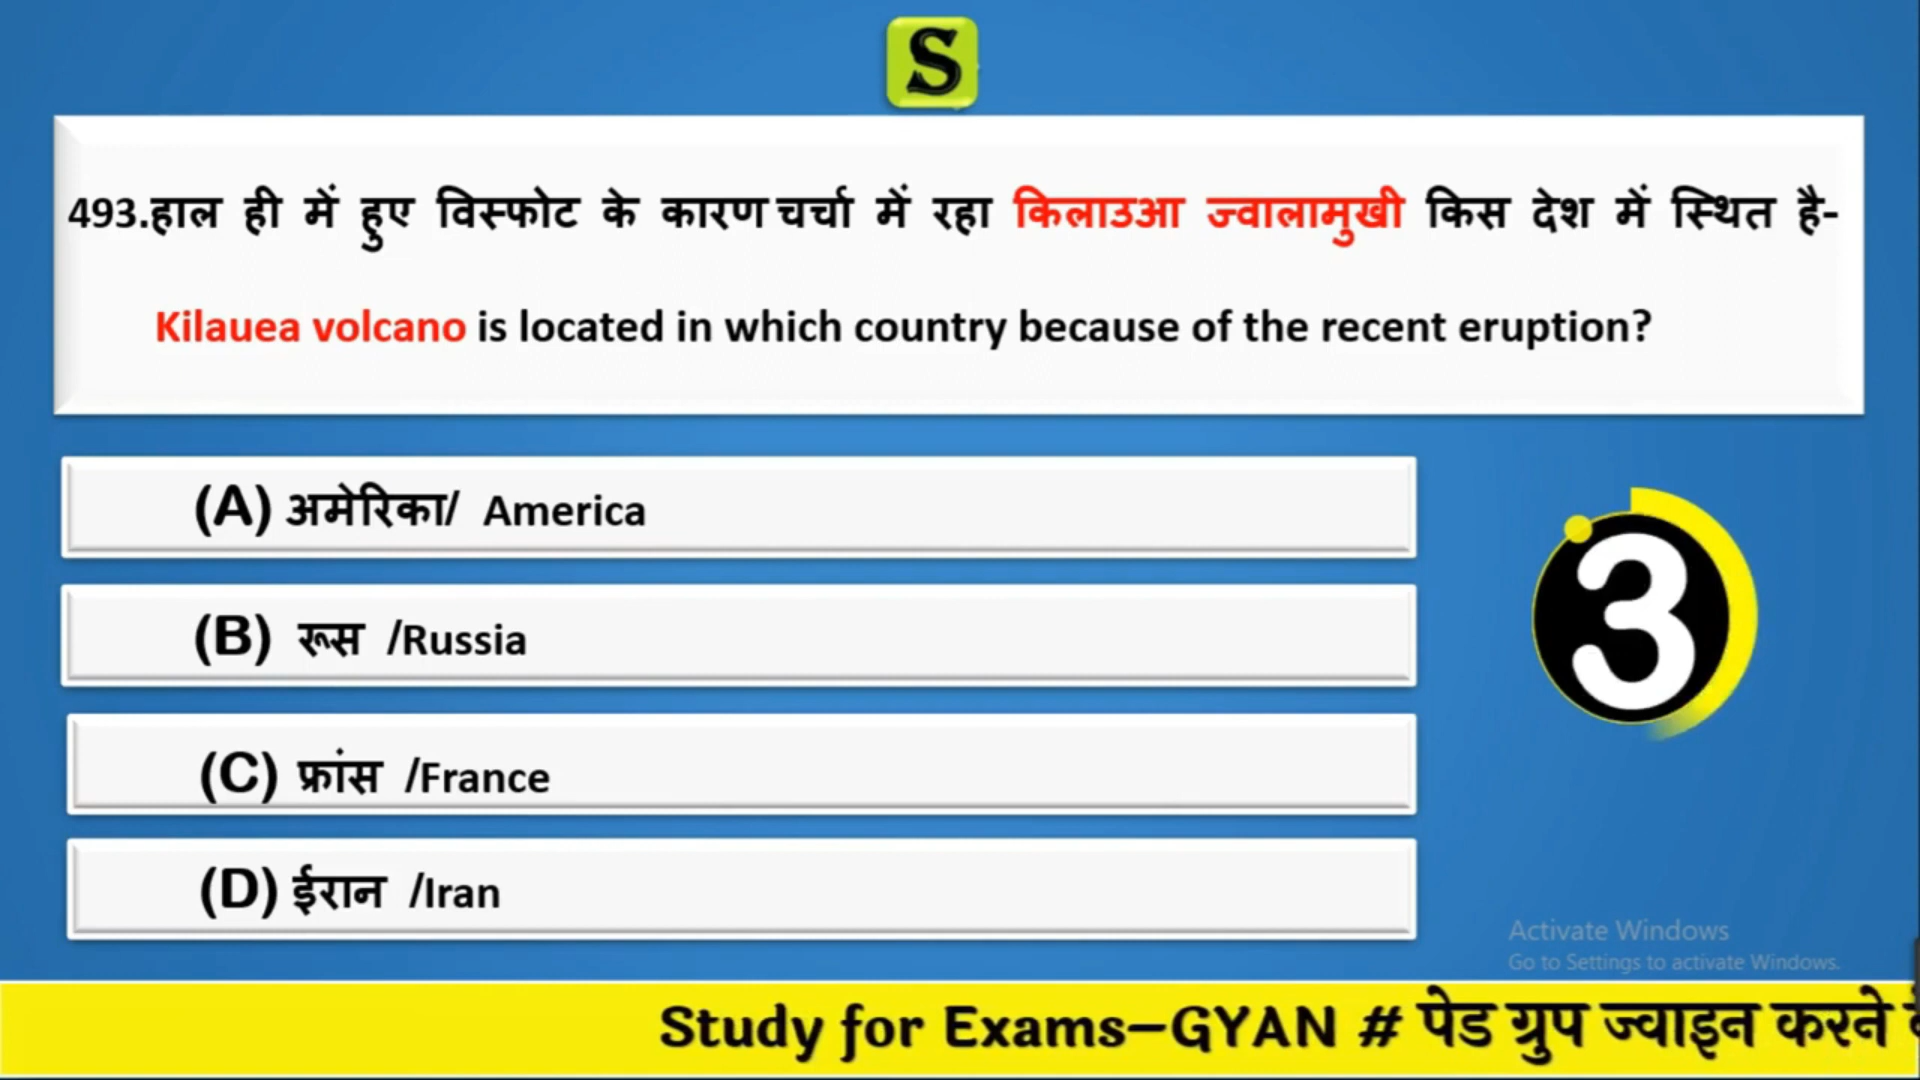 S
493.हाल ही में हुए विस्फोट के कारण चर्चा में रहा किलाउआ ज्वालामुखी किस देश में स्थित है-
Kilauea volcano is located in which country because of the recent eruption?
(A) अमेरिका/ America
(B) रूस /Russia
3
(C) फ्रांस /France
(D) ईरान /Iran
Activate Windows
Go to Settings to activate Windows.
Study for Exams–GYAN # पेड ग्रुप ज्वाइन करने